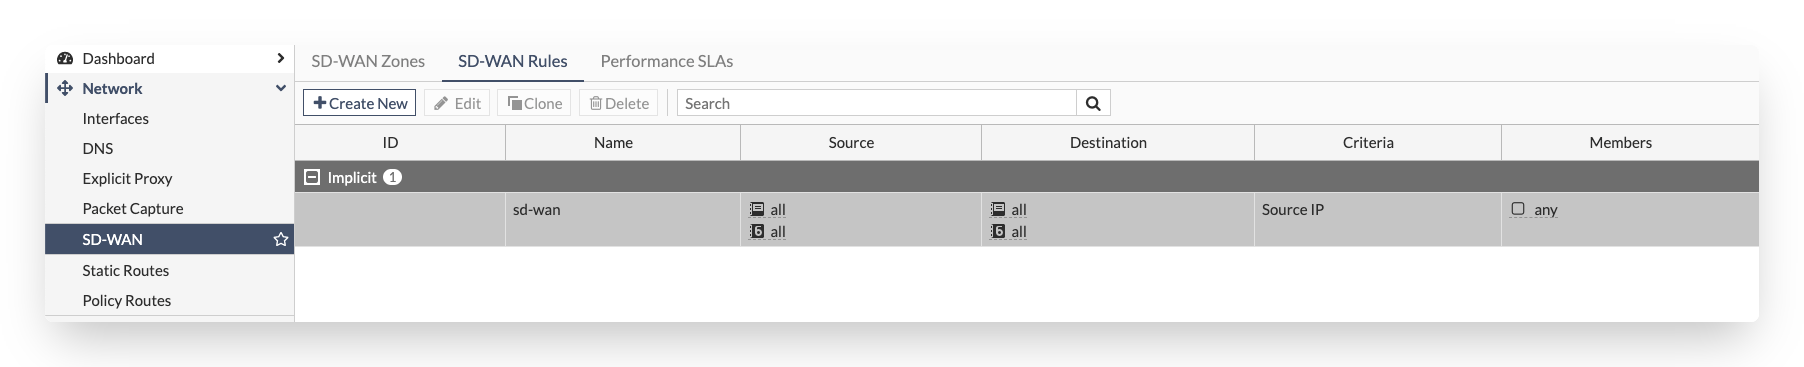 Dashboard
Network
Interfaces
DNS
Explicit Proxy
Packet Capture
SD-WAN
Static Routes
Policy Routes
SD-WAN Zones SD-WAN Rules Performance SLAs
Create New Edit Clone Delete Search
ID Name Source Destination Criteria Members
Implicit 1
sd-wan all all Source IP any
6 all 6 all